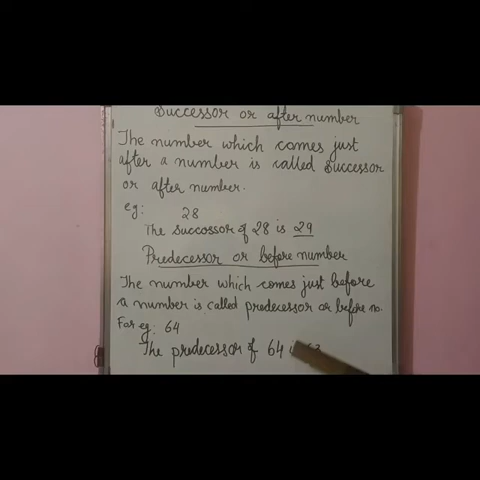 Successor or after number
The number which comes just
after a number is called Successor
or after number.
eg: 28
The successor of 28 is 29
Predecessor or before number
The number which comes just before
a number is called predecessor or before no.
For eg: 64
The predecessor of 64